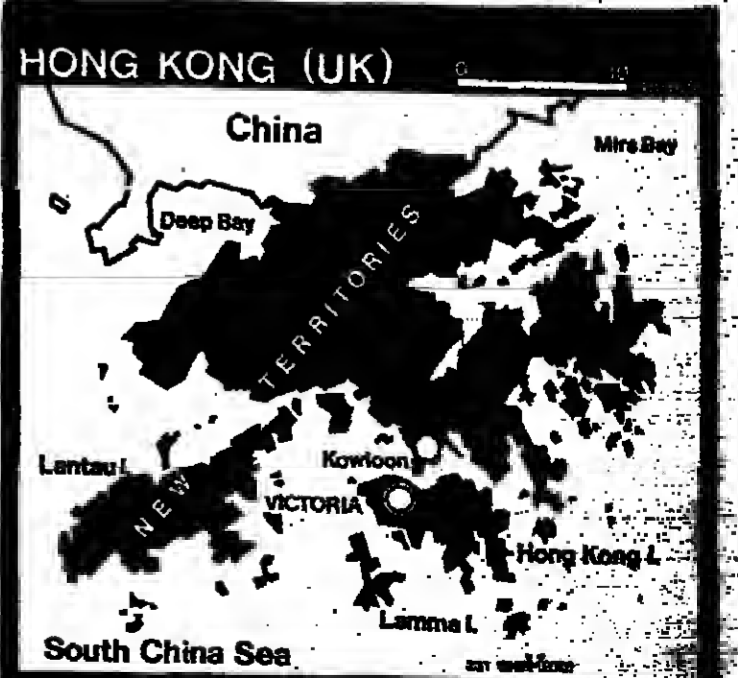 HONG KONG (UK)
0 10
China
Mirs Bay
Deep Bay
NEW TERRITORIES
Lantau I.
Kowloon
VICTORIA
Hong Kong I.
Lamma I.
South China Sea